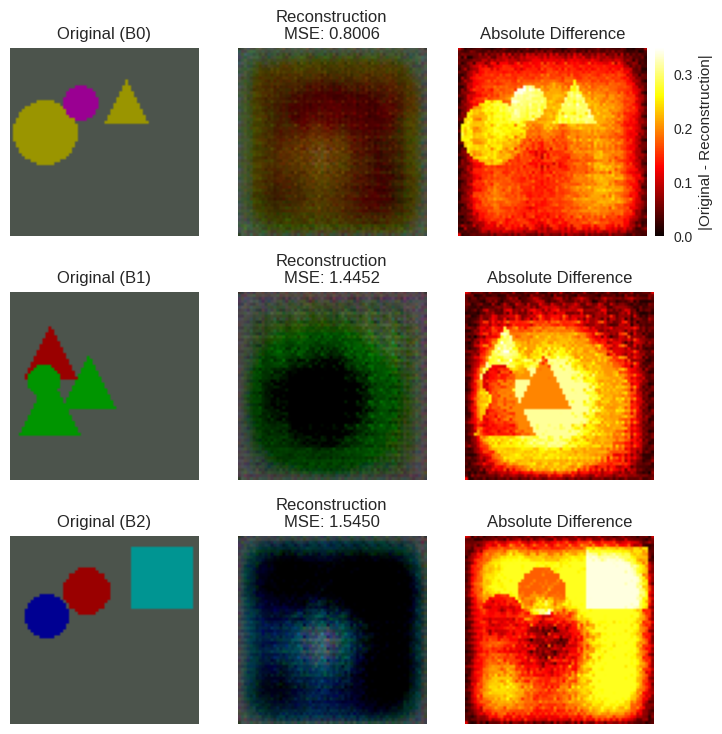 Original (B0)
Reconstruction
MSE: 0.8006
Absolute Difference
0.3
0.2
0.1
0.0
|Original - Reconstruction|
Original (B1)
Reconstruction
MSE: 1.4452
Absolute Difference
Original (B2)
Reconstruction
MSE: 1.5450
Absolute Difference